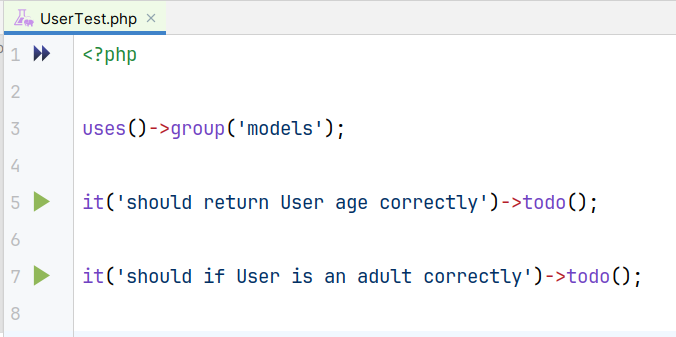 UserTest.php
1 <?php
2
3 uses()->group('models');
4
5 it('should return User age correctly')->todo();
6
7 it('should if User is an adult correctly')->todo();
8